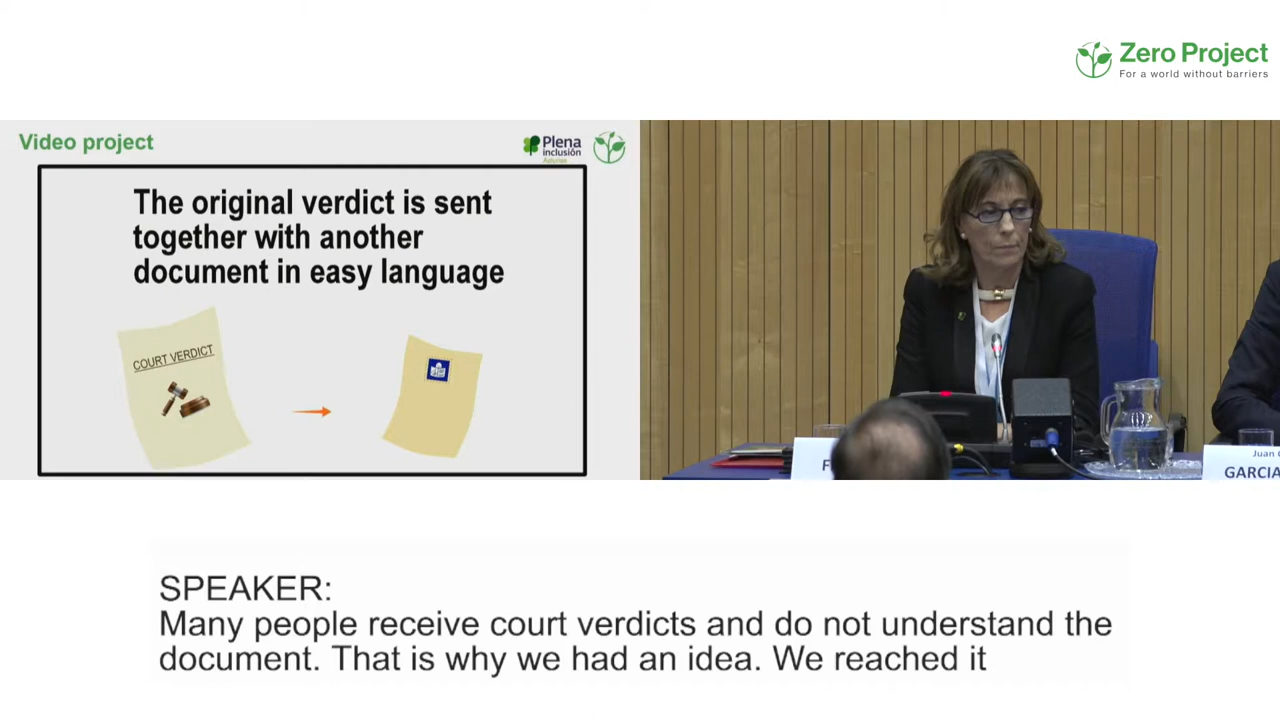 Zero Project
For a world without barriers
Video project
Plena
inclusión
Asturias
The original verdict is sent
together with another
document in easy language
COURT VERDICT
F
Juan
GARCIA
SPEAKER:
Many people receive court verdicts and do not understand the
document. That is why we had an idea. We reached it